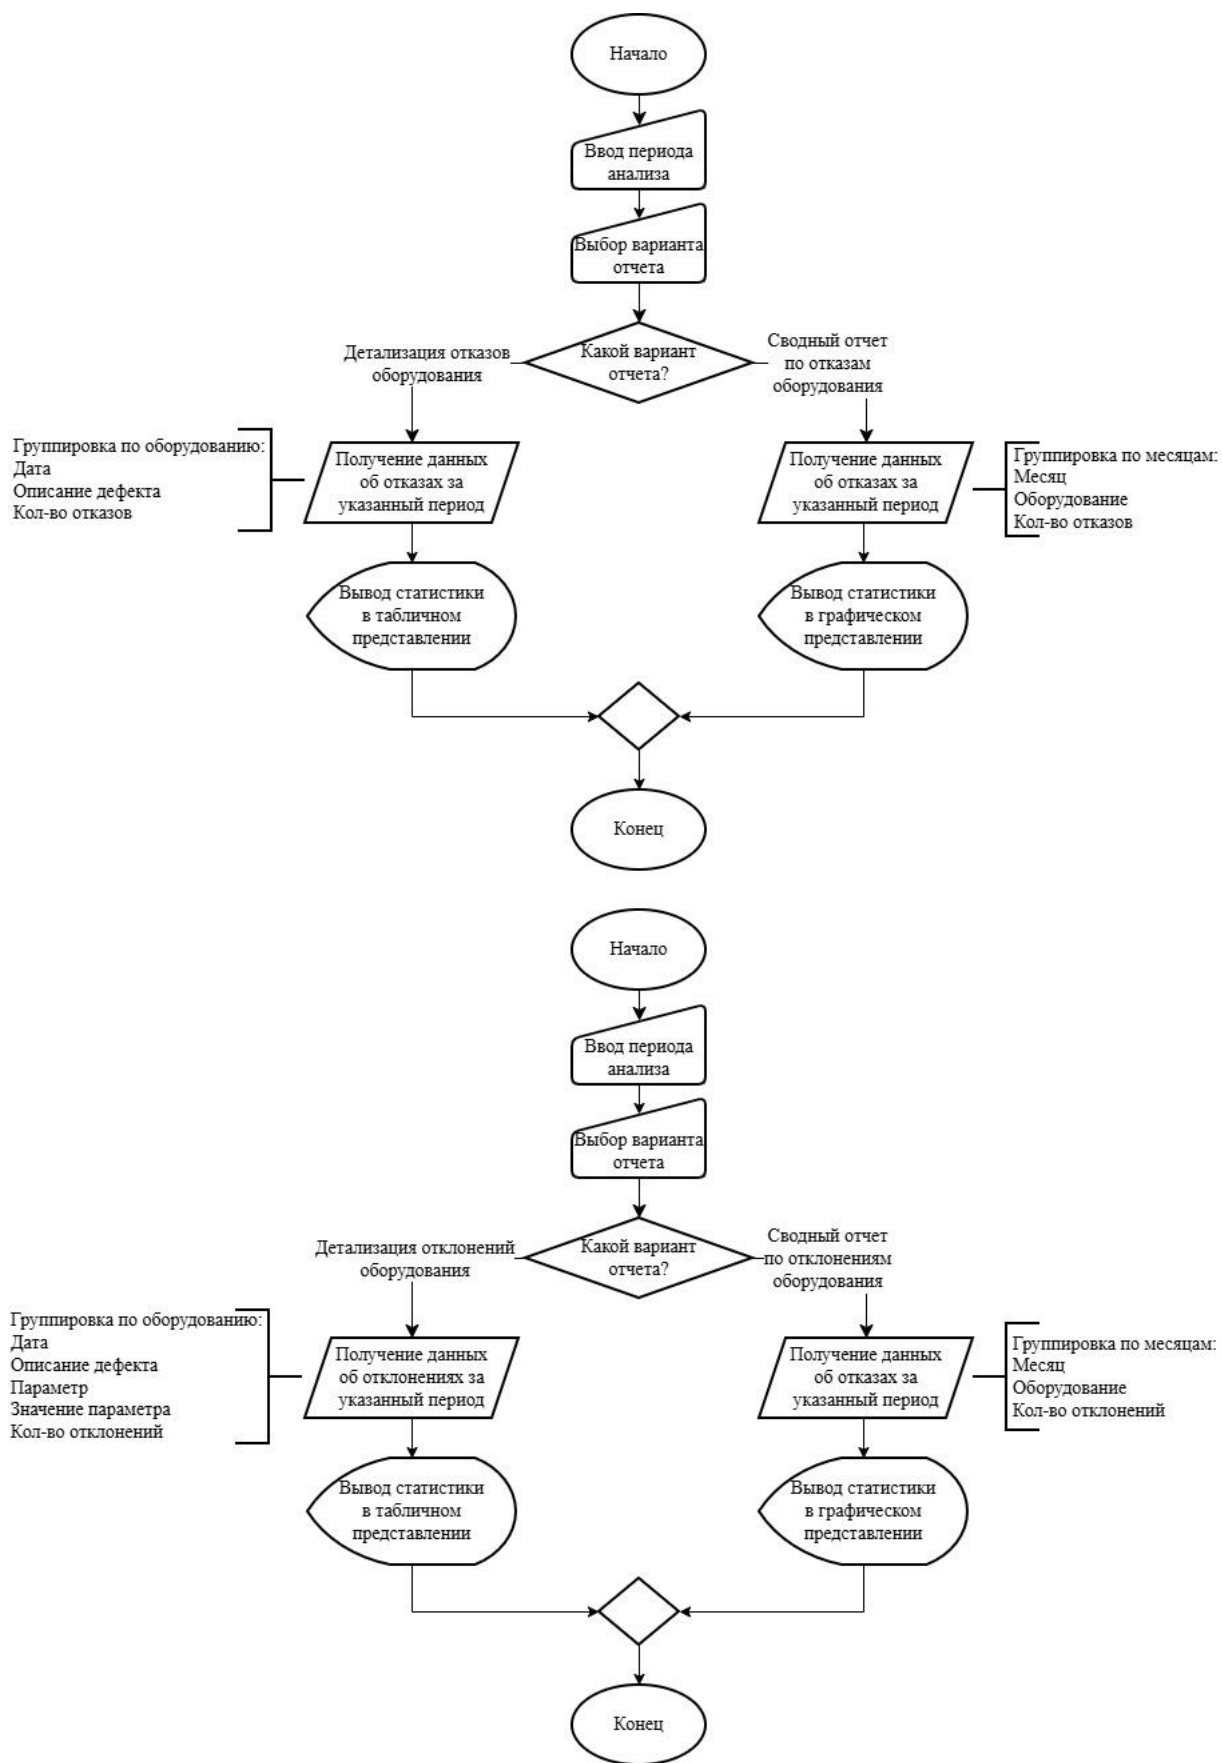 Начало
Ввод периода
анализа
Выбор варианта
отчета
Какой вариант
отчета?
Детализация отказов
оборудования
Сводный отчет
по отказам
оборудования
Группировка по оборудованию:
Дата
Описание дефекта
Кол-во отказов
Получение данных
об отказах за
указанный период
Получение данных
об отказах за
указанный период
Группировка по месяцам:
Месяц
Оборудование
Кол-во отказов
Вывод статистики
в табличном
представлении
Вывод статистики
в графическом
представлении
Конец
Начало
Ввод периода
анализа
Выбор варианта
отчета
Какой вариант
отчета?
Детализация отклонений
оборудования
Сводный отчет
по отклонениям
оборудования
Группировка по оборудованию:
Дата
Описание дефекта
Параметр
Значение параметра
Кол-во отклонений
Получение данных
об отклонениях за
указанный период
Получение данных
об отказах за
указанный период
Группировка по месяцам:
Месяц
Оборудование
Кол-во отклонений
Вывод статистики
в табличном
представлении
Вывод статистики
в графическом
представлении
Конец